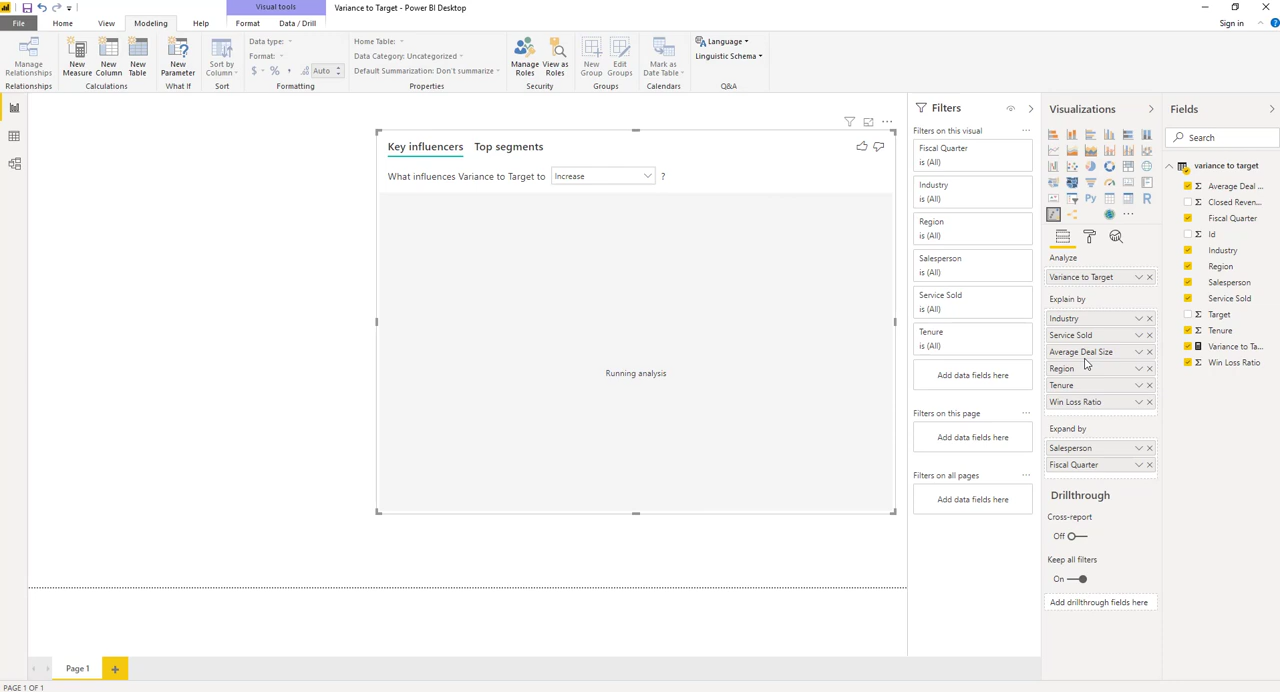 Visual tools
Variance to Target - Power BI Desktop
File
Home
View
Modeling
Help
Format
Data / Drill
Sign in
Manage
Relationships
Relationships
New
Measure
New
Column
New
Table
Calculations
New
Parameter
What If
Sort by
Column
Sort
Data type:
Format:
$ % , Auto
Formatting
Home Table:
Data Category: Uncategorized
Default Summarization: Don't summarize
Properties
Manage
Roles
View as
Roles
Security
New
Group
Edit
Groups
Groups
Mark as
Date Table
Calendars
Language
Linguistic Schema
Q&A
Key influencers
Top segments
What influences Variance to Target to
Increase
?
Running analysis
Filters
Filters on this visual
Fiscal Quarter
is (All)
Industry
is (All)
Region
is (All)
Salesperson
is (All)
Service Sold
is (All)
Tenure
is (All)
Add data fields here
Filters on this page
Add data fields here
Filters on all pages
Add data fields here
Visualizations
Py
R
Analyze
Variance to Target
Explain by
Industry
Service Sold
Average Deal Size
Region
Tenure
Win Loss Ratio
Expand by
Salesperson
Fiscal Quarter
Drillthrough
Cross-report
Off
Keep all filters
On
Add drillthrough fields here
Fields
Search
variance to target
Average Deal ...
Closed Reven...
Fiscal Quarter
Id
Industry
Region
Salesperson
Service Sold
Target
Tenure
Variance to Ta...
Win Loss Ratio
Page 1
PAGE 1 OF 1